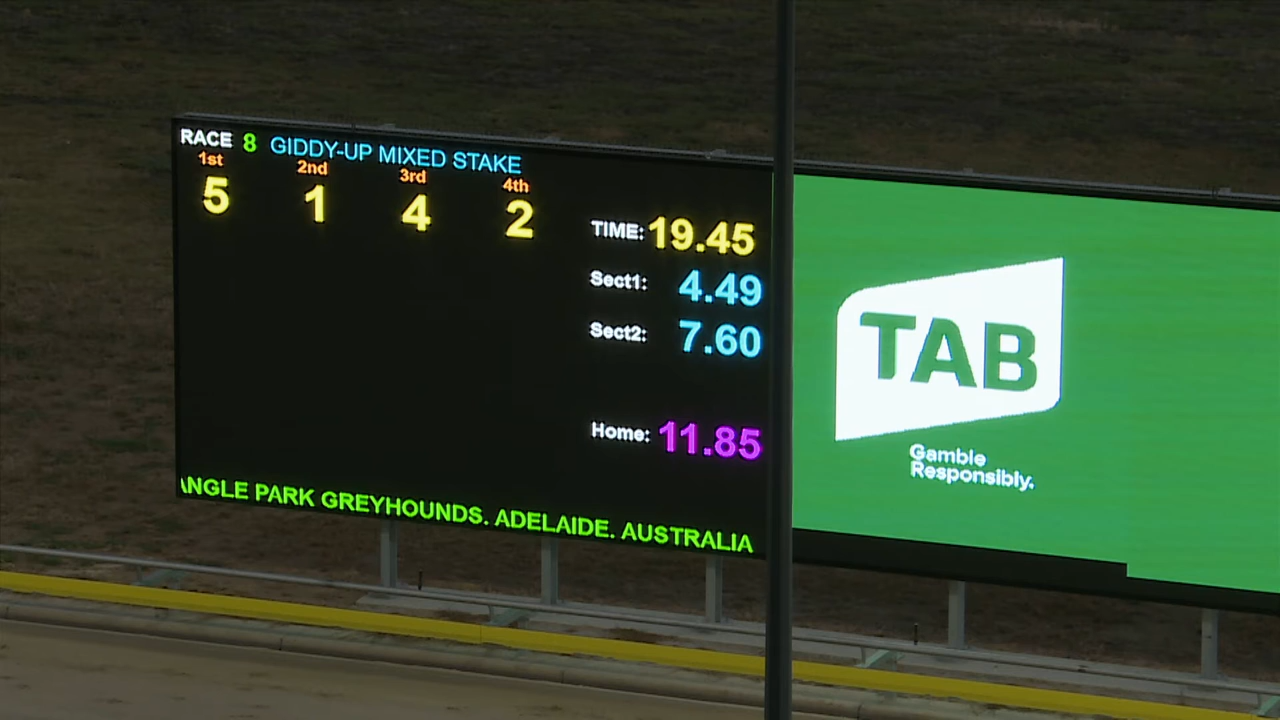 RACE 8 GIDDY-UP MIXED STAKE
1st 2nd 3rd 4th
5 1 4 2
TIME: 19.45
Sect1: 4.49
Sect2: 7.60
Home: 11.85
ANGLE PARK GREYHOUNDS. ADELAIDE. AUSTRALIA
TAB
Gamble
Responsibly.